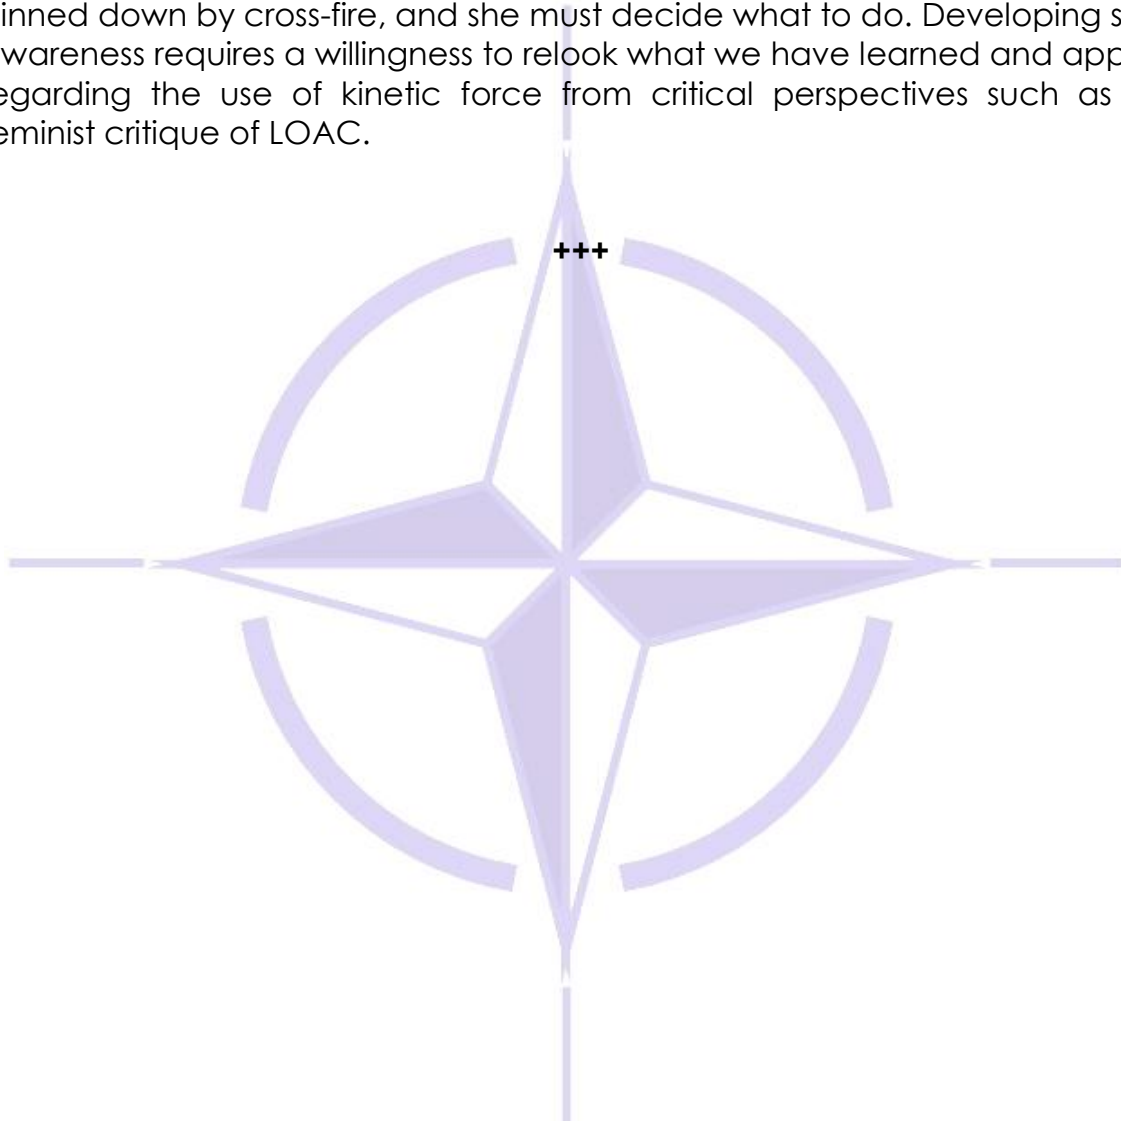 inned down by cross-fire, and she must decide what to do. Developing s
wareness requires a willingness to relook what we have learned and app
egarding the use of kinetic force from critical perspectives such as
eminist critique of LOAC.
+++